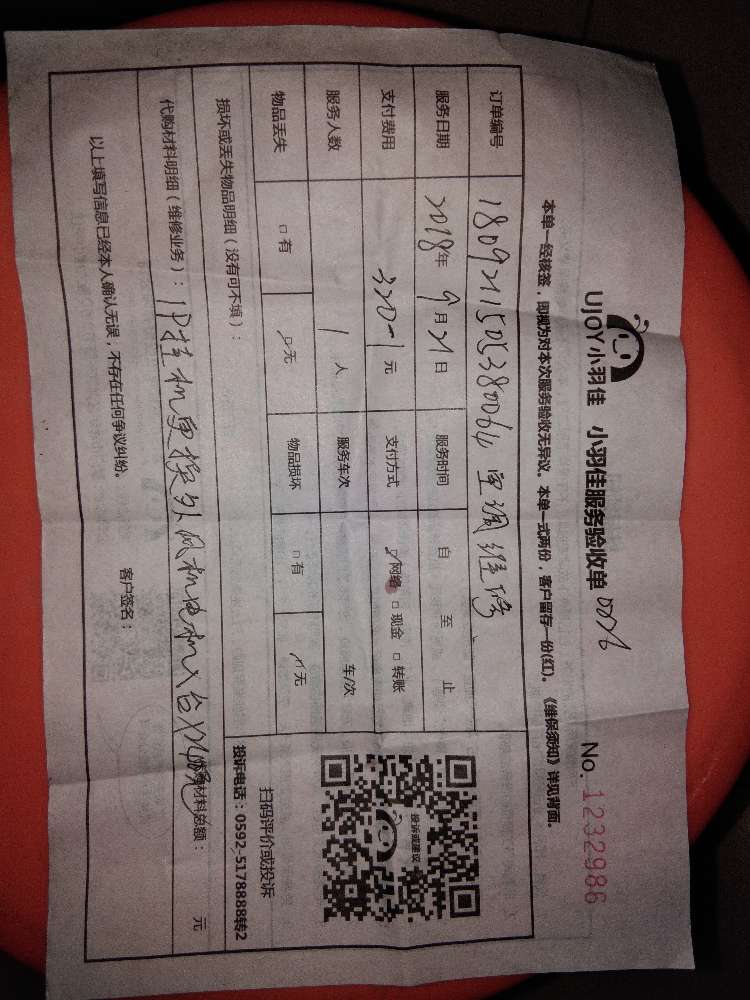 UJOY小羽佳 小羽佳服务验收单 No. 1232986
本单一经核签，即视为对本次服务验收无异议。本单一式两份，客户留存一份(红)。《维保须知》详见背面。
订单编号 空调维修
服务日期 2018年 9月21日 服务时间 自 至 止
支付费用 元 支付方式 网络 现金 转账
服务人数 1人 服务车次 车/次
物品丢失 有 无 物品损坏 有 无
损坏或丢失物品明细（没有可不填）：
投诉或建议
扫码评价或投诉
投诉电话：0592-5178888转2
代购材料明细（维修业务）：1P挂机更换外风机电机 材料总额： 元
以上填写信息已经本人确认无误，不存在任何争议纠纷。
客户签名：